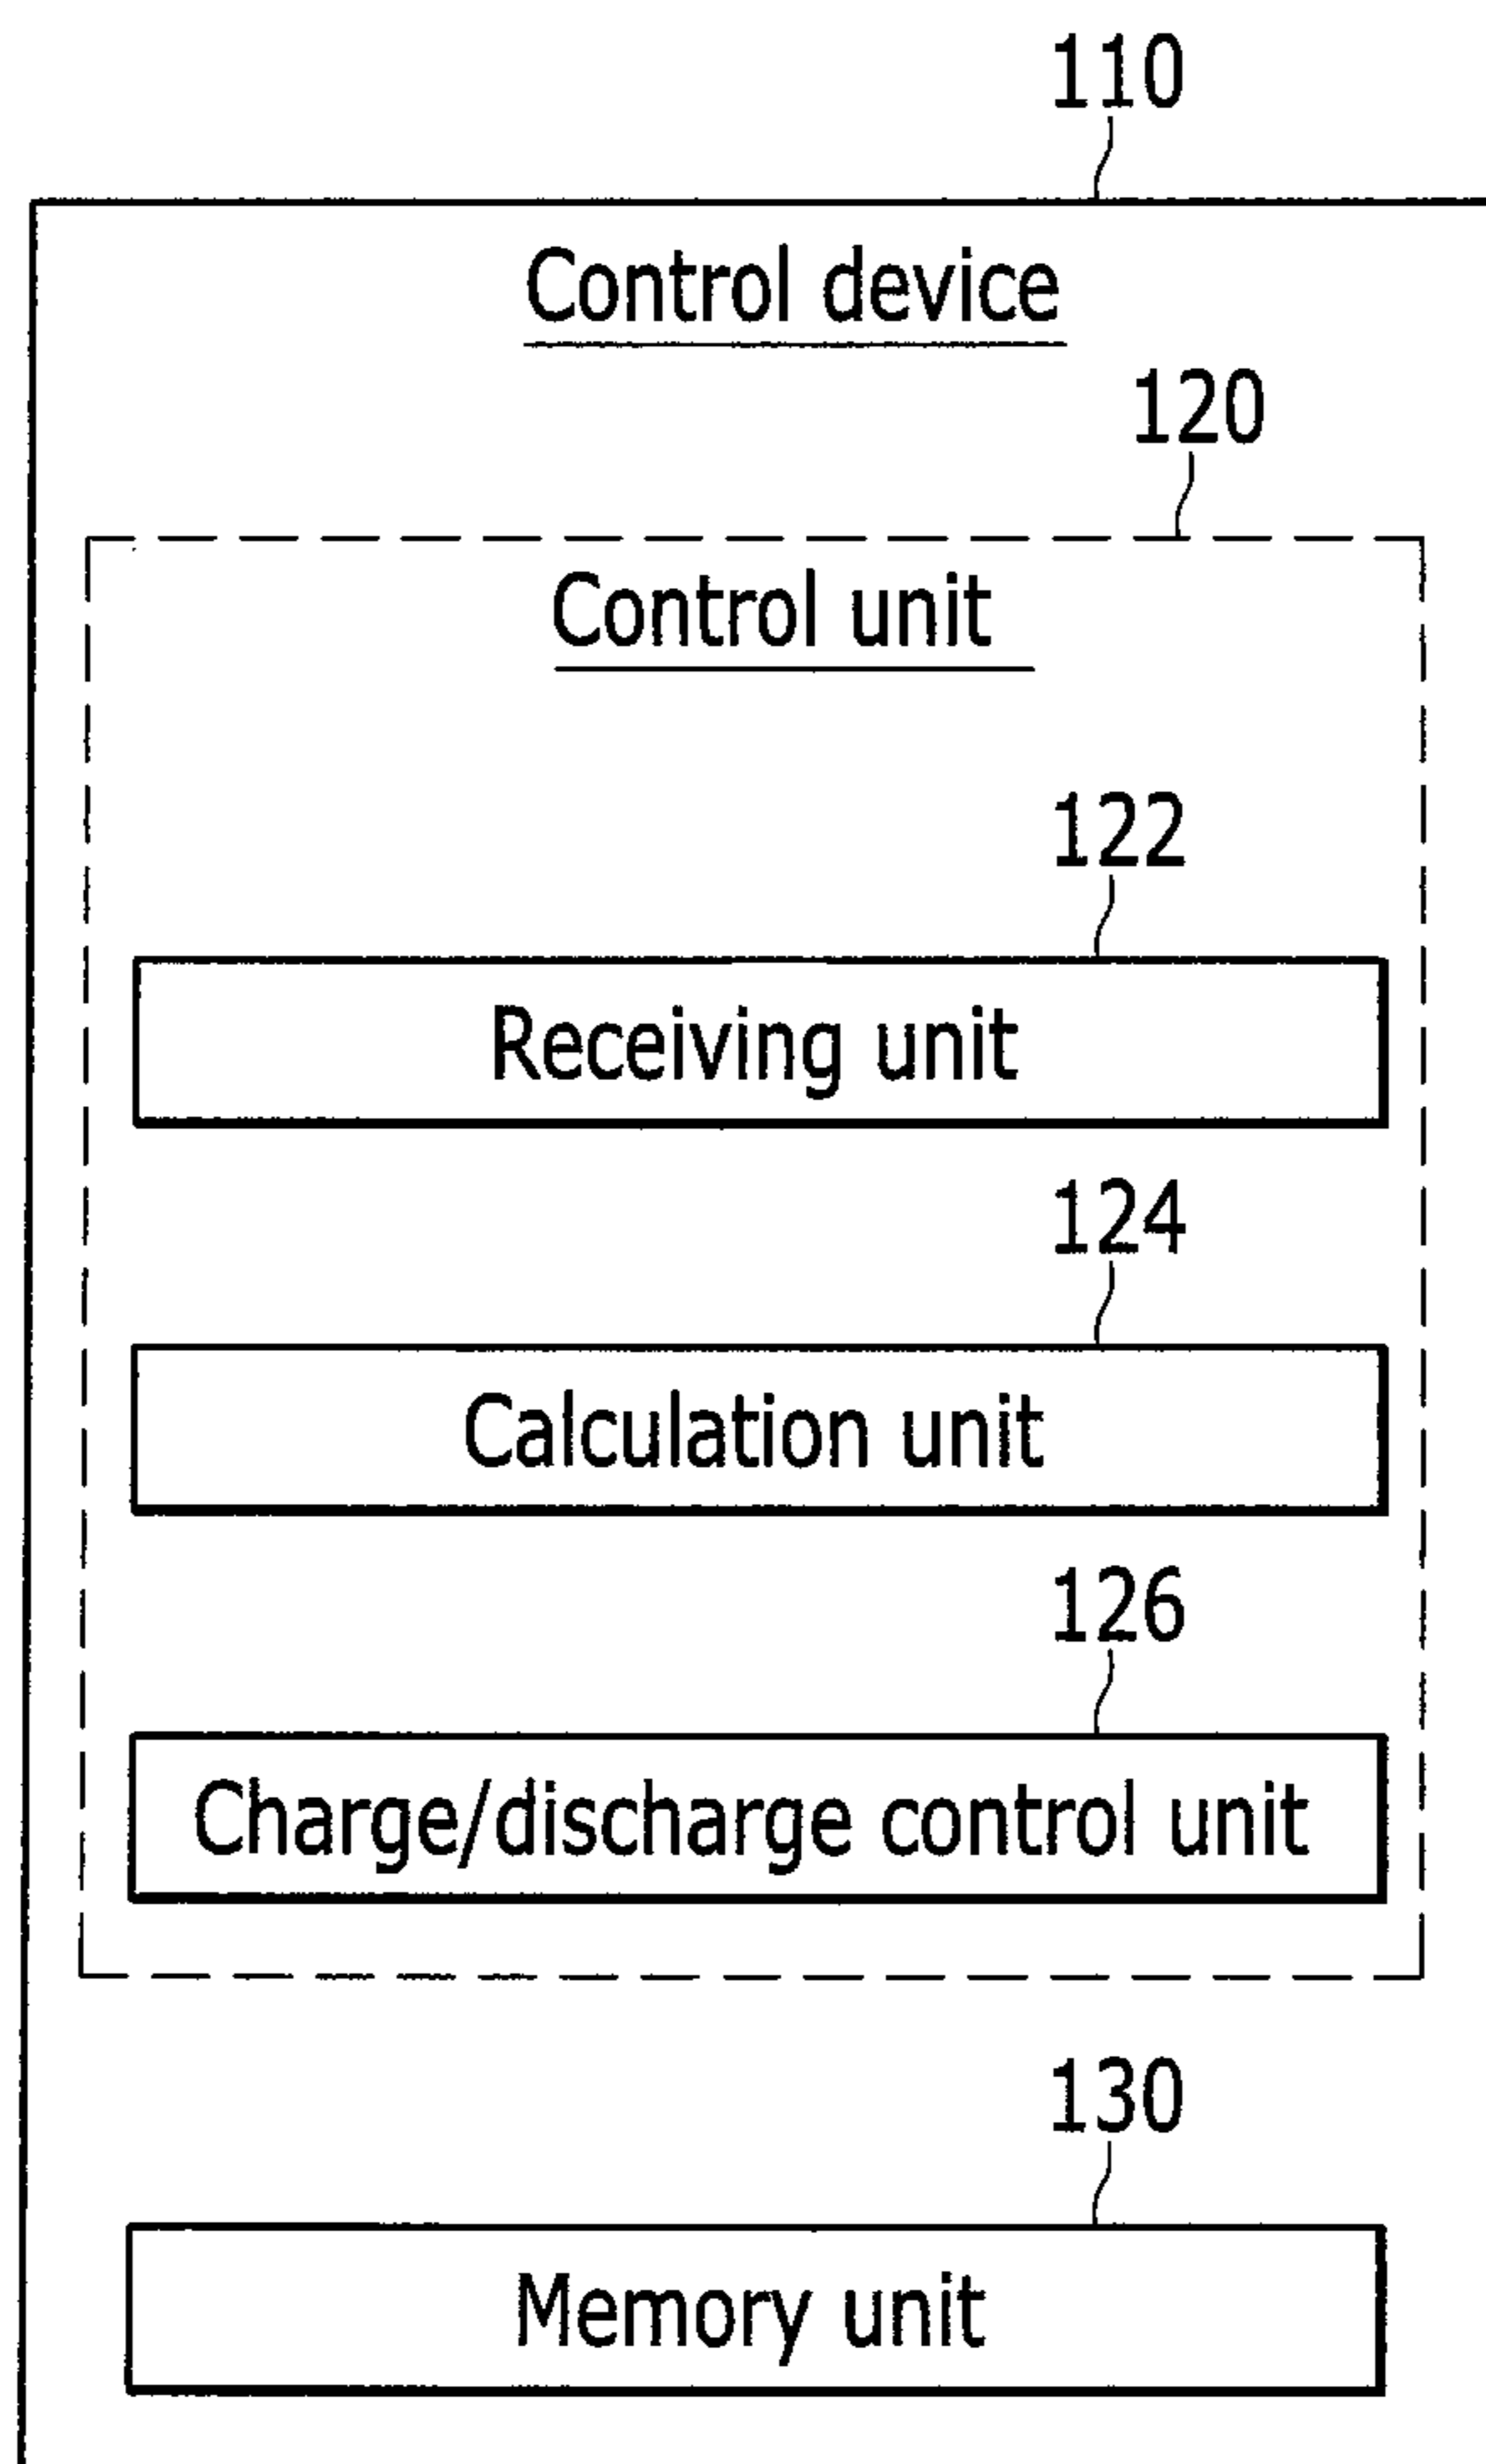 110
Control device
120
Control unit
122
Receiving unit
124
Calculation unit
126
Charge/discharge control unit
130
Memory unit